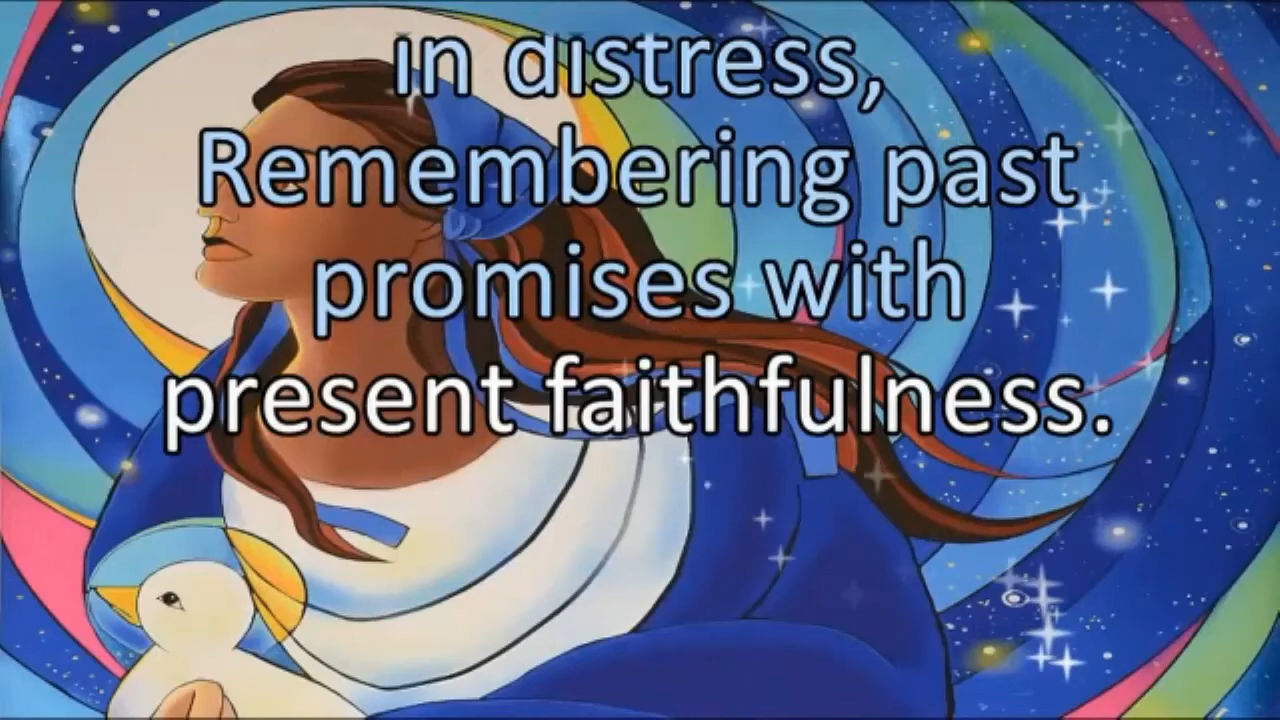 in distress,
Remembering past
promises with
present faithfulness.